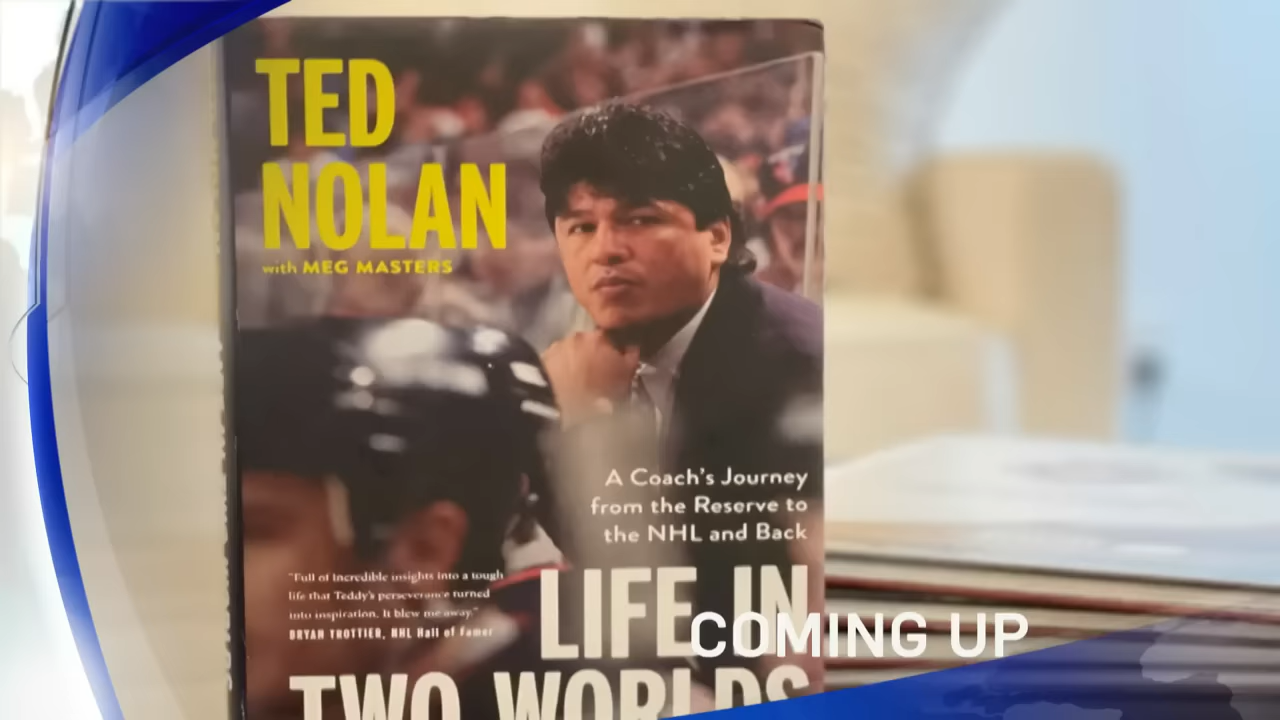 TED
NOLAN
with MEG MASTERS
A Coach's Journey
from the Reserve to
the NHL and Back
"Full of incredible insights into a tough
life that Teddy's perseverance turned
into inspiration. It blew me away."
BRYAN TROTTIER, NHL Hall of Famer
LIFE IN
TWO WORLDS
COMING UP